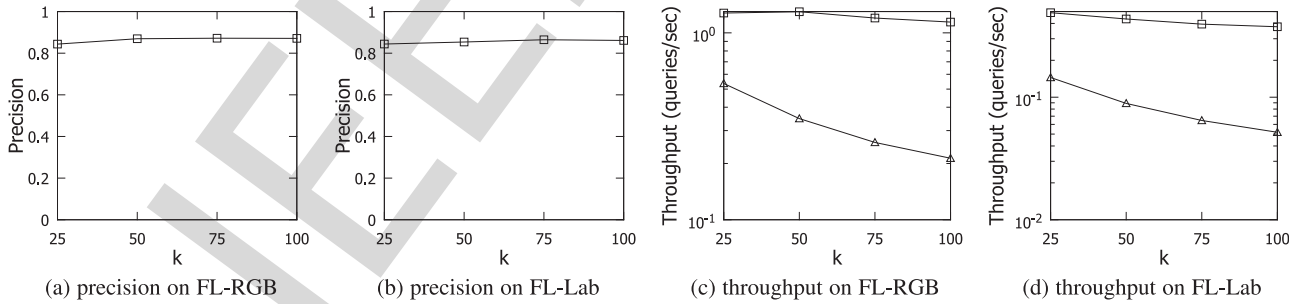 1
0.8
0.6
0.4
0.2
0
Precision
25 50 75 100
k
(a) precision on FL-RGB
1
0.8
0.6
0.4
0.2
0
Precision
25 50 75 100
k
(b) precision on FL-Lab
10^0
10^-1
Throughput (queries/sec)
25 50 75 100
k
(c) throughput on FL-RGB
10^-1
10^-2
Throughput (queries/sec)
25 50 75 100
k
(d) throughput on FL-Lab